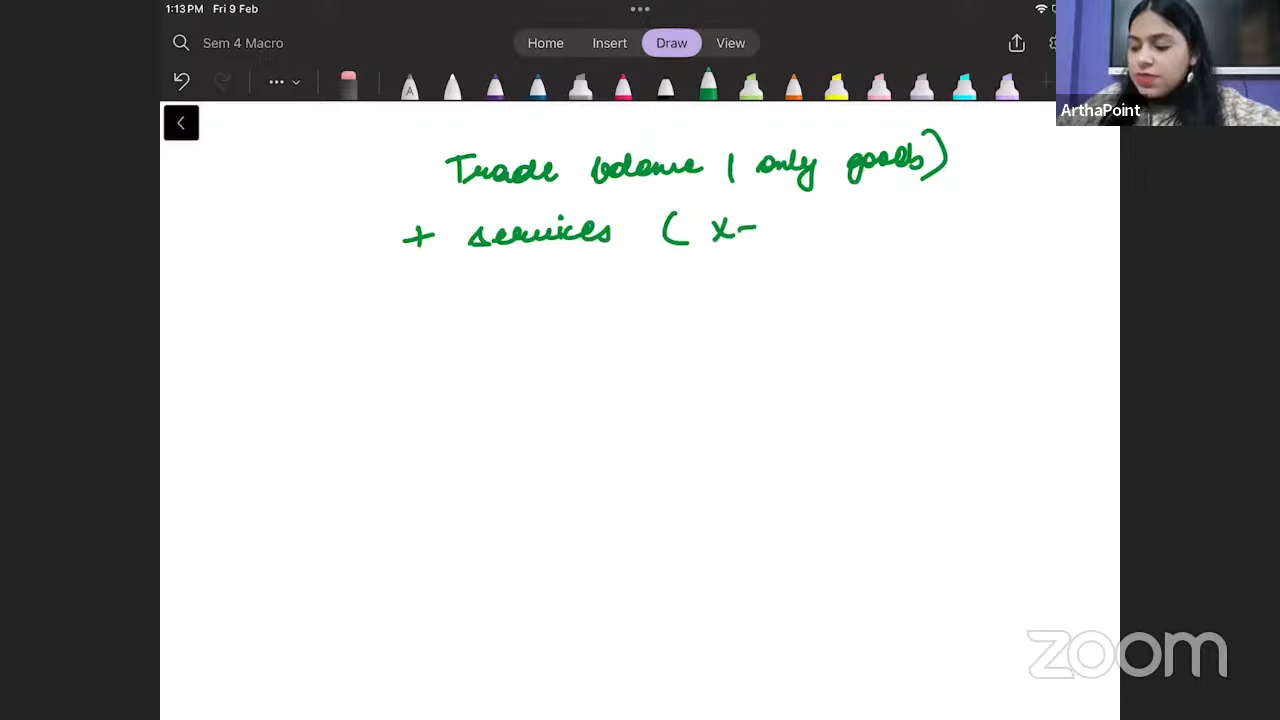 1:13 PM Fri 9 Feb
Sem 4 Macro
Home Insert Draw View
A
ArthaPoint
Trade balance ( only goods)
+ services ( x-
zoom